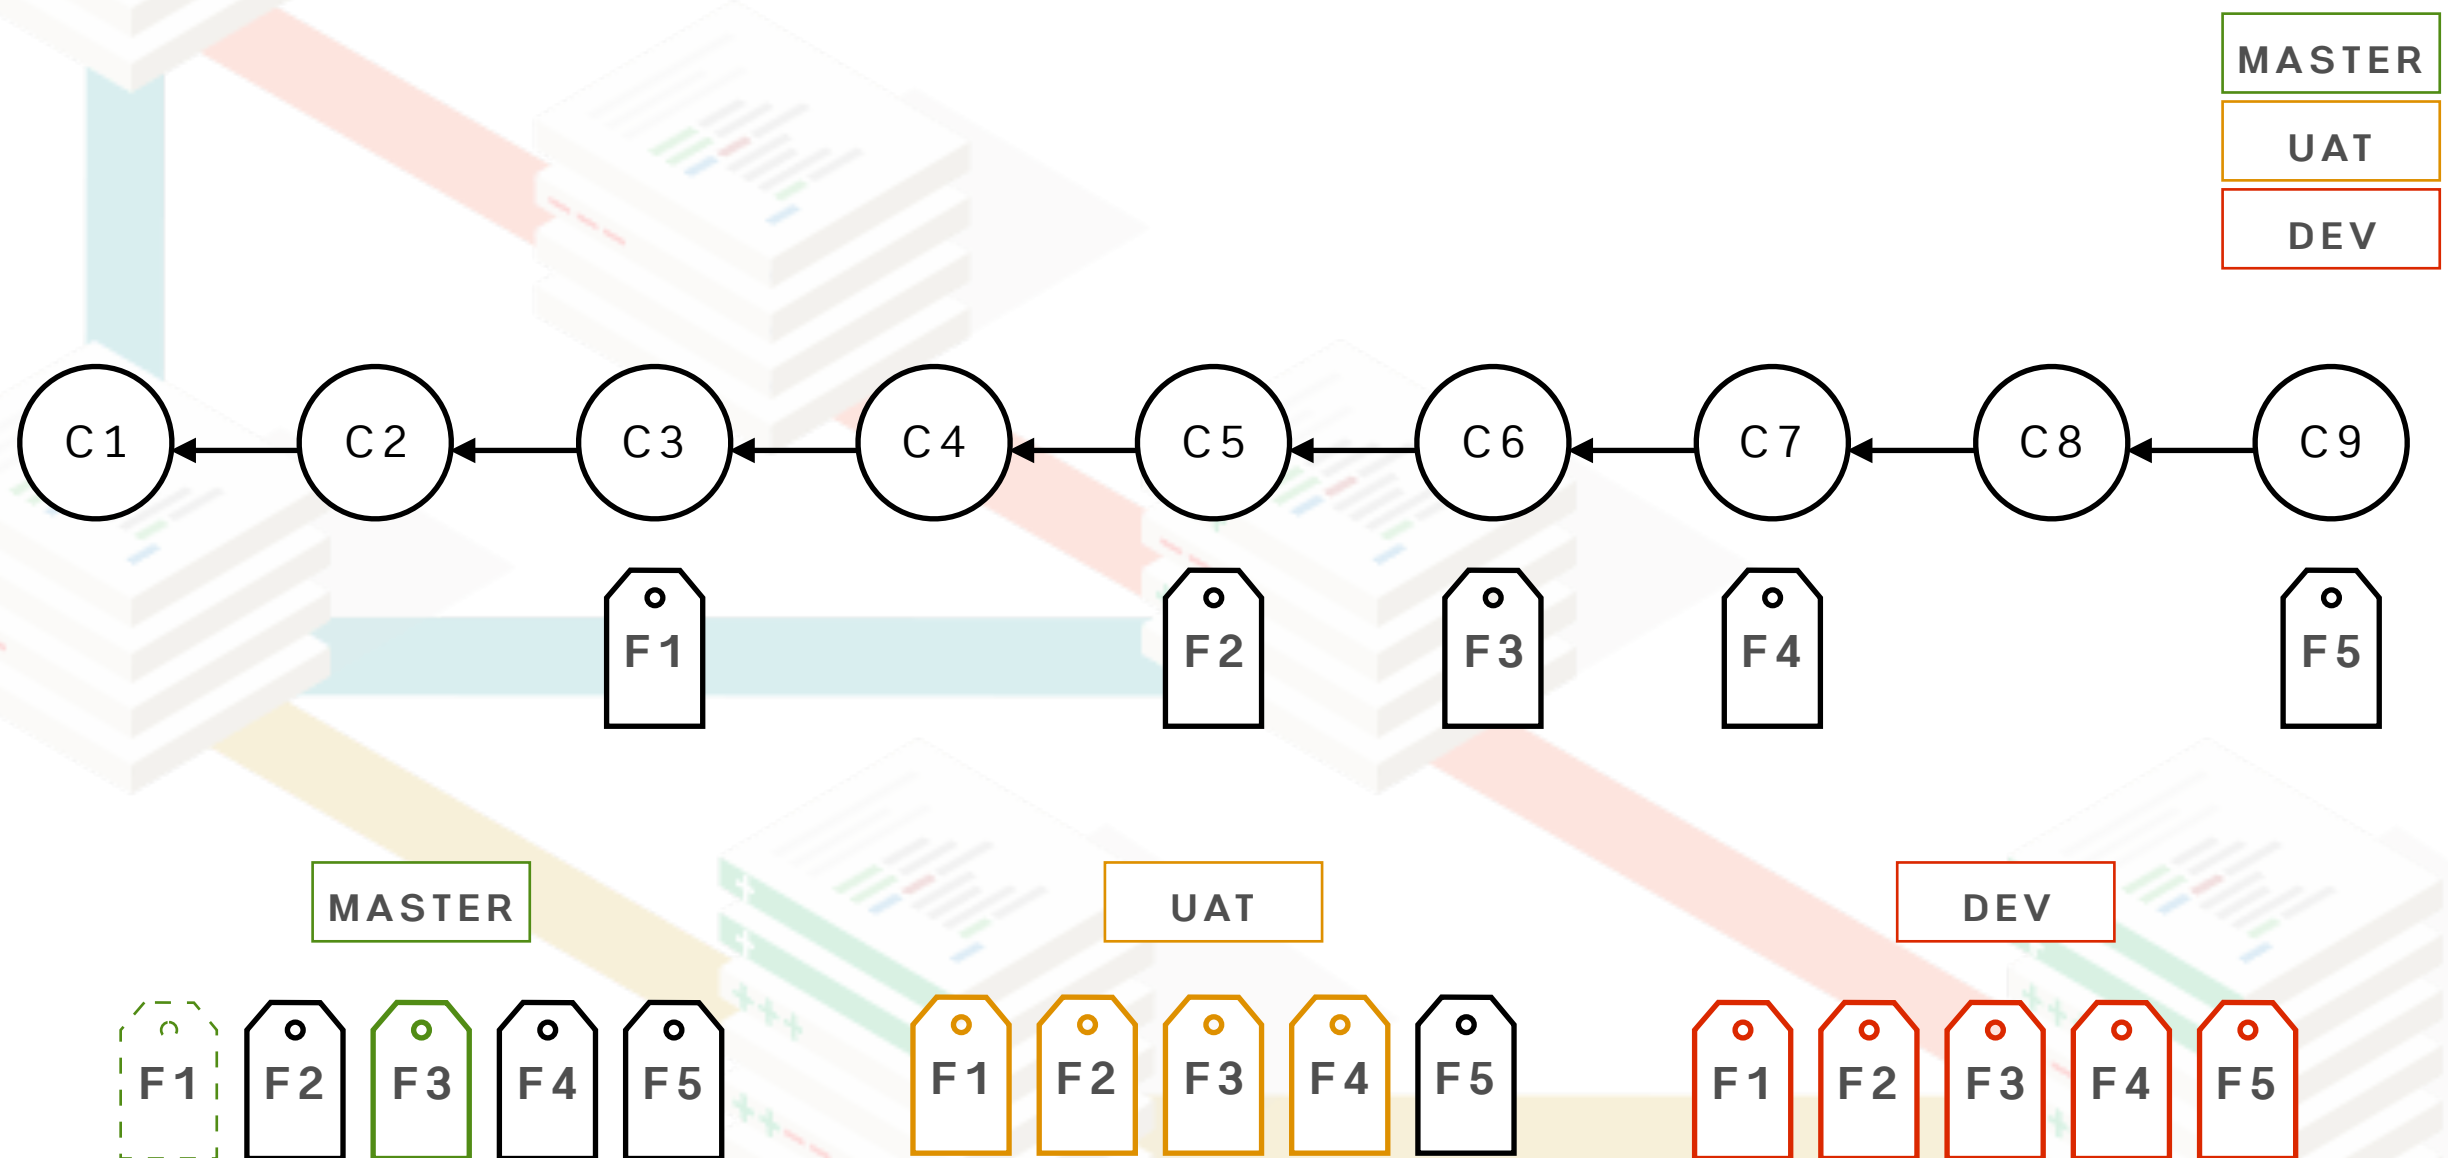 MASTER
UAT
DEV
C1 C2 C3 C4 C5 C6 C7 C8 C9
F1 F2 F3 F4 F5
MASTER UAT DEV
F1 F2 F3 F4 F5 F1 F2 F3 F4 F5 F1 F2 F3 F4 F5